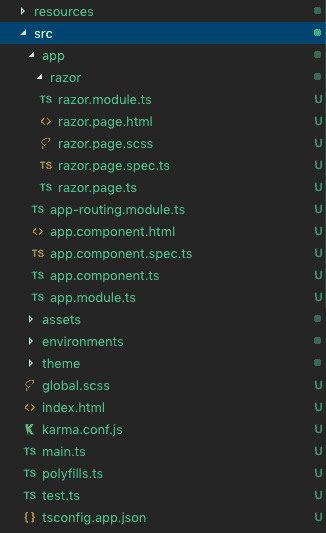 resources
src
app
razor
TS razor.module.ts U
<> razor.page.html U
razor.page.scss U
TS razor.page.spec.ts U
TS razor.page.ts U
TS app-routing.module.ts U
<> app.component.html U
TS app.component.spec.ts U
TS app.component.ts U
TS app.module.ts U
assets
environments
theme
global.scss U
<> index.html U
K karma.conf.js U
TS main.ts U
TS polyfills.ts U
TS test.ts U
{ } tsconfig.app.json U